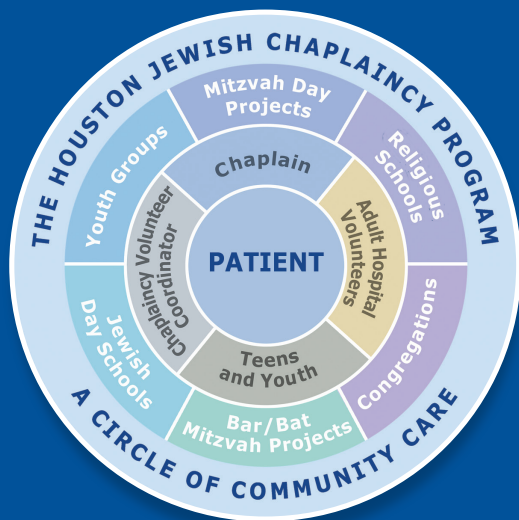 THE HOUSTON JEWISH CHAPLAINCY PROGRAM
Mitzvah Day
Projects
Religious
Schools
Congregations
Bar/Bat
Mitzvah Projects
Jewish
Day Schools
Youth Groups
Chaplain
Adult Hospital
Volunteers
Teens
and Youth
Chaplaincy Volunteer
Coordinator
PATIENT
A CIRCLE OF COMMUNITY CARE